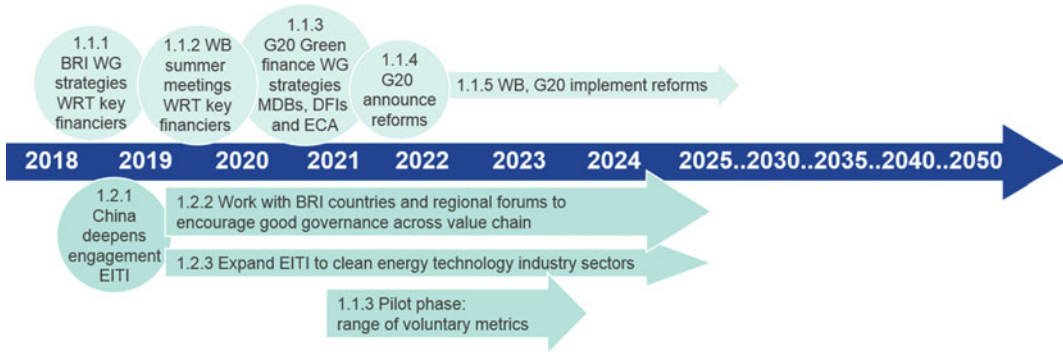 1.1.1
BRI WG
strategies
WRT key
financiers
1.1.2 WB
summer
meetings
WRT key
financiers
1.1.3
G20 Green
finance WG
strategies
MDBs, DFIs
and ECA
1.1.4
G20
announce
reforms
1.1.5 WB, G20 implement reforms
2018 2019 2020 2021 2022 2023 2024 2025..2030..2035..2040..2050
1.2.1
China
deepens
engagement
EITI
1.2.2 Work with BRI countries and regional forums to
encourage good governance across value chain
1.2.3 Expand EITI to clean energy technology industry sectors
1.1.3 Pilot phase:
range of voluntary metrics